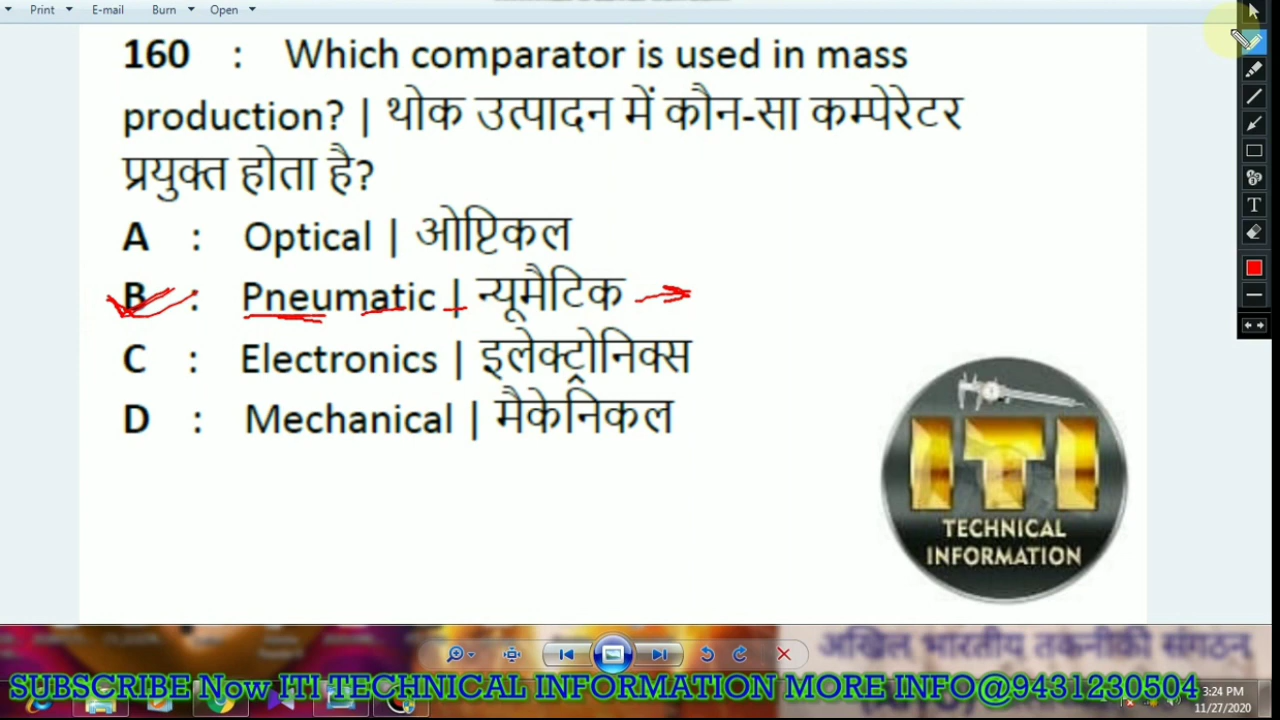 Print E-mail Burn Open
160 : Which comparator is used in mass
production? | थोक उत्पादन में कौन-सा कम्पेरेटर
प्रयुक्त होता है?
A : Optical | ओप्टिकल
B : Pneumatic | न्यूमैटिक
C : Electronics | इलेक्ट्रोनिक्स
D : Mechanical | मैकेनिकल
ITI
TECHNICAL
INFORMATION
अखिल भारतीय तकनीकी संगठन
SUBSCRIBE Now ITI TECHNICAL INFORMATION MORE INFO@9431230504
3:24 PM
11/27/2020